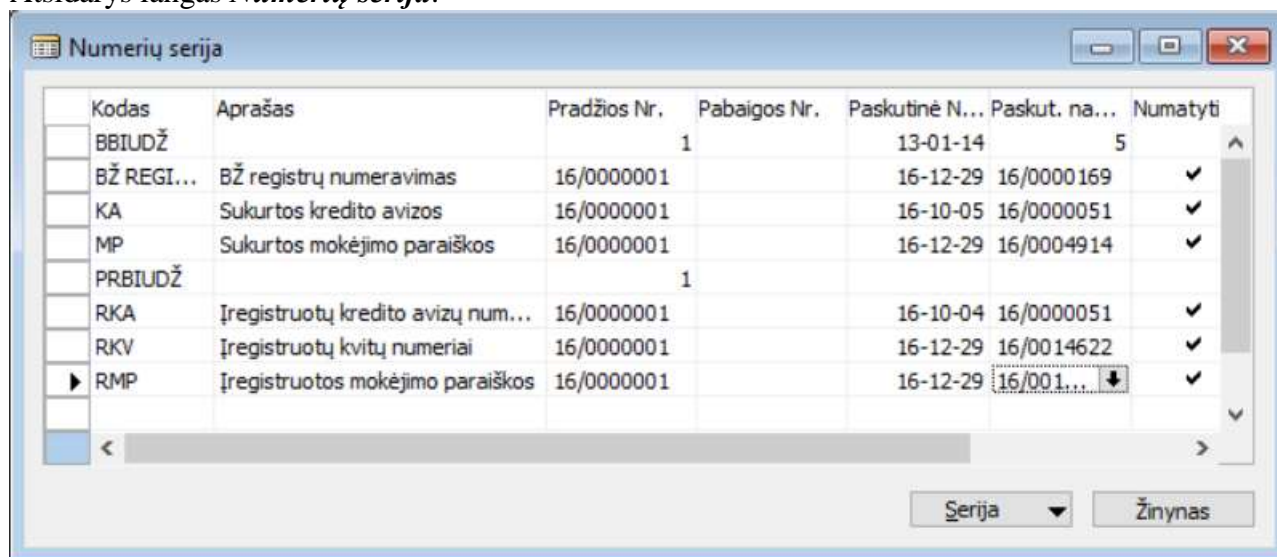 Atsidarys langas Numerių serija.
Numerių serija
Kodas Aprašas Pradžios Nr. Pabaigos Nr. Paskutinė N... Paskut. na... Numatyti
BBIUDŽ 1 13-01-14 5
BŽ REGI... BŽ registrų numeravimas 16/0000001 16-12-29 16/0000169 ✔
KA Sukurtos kredito avizos 16/0000001 16-10-05 16/0000051 ✔
MP Sukurtos mokėjimo paraiškos 16/0000001 16-12-29 16/0004914 ✔
PRBIUDŽ 1
RKA Įregistruotų kredito avizų num... 16/0000001 16-10-04 16/0000051 ✔
RKV Įregistruotų kvitų numeriai 16/0000001 16-12-29 16/0014622 ✔
RMP Įregistruotos mokėjimo paraiškos 16/0000001 16-12-29 16/001... ✔
Serija Žinynas